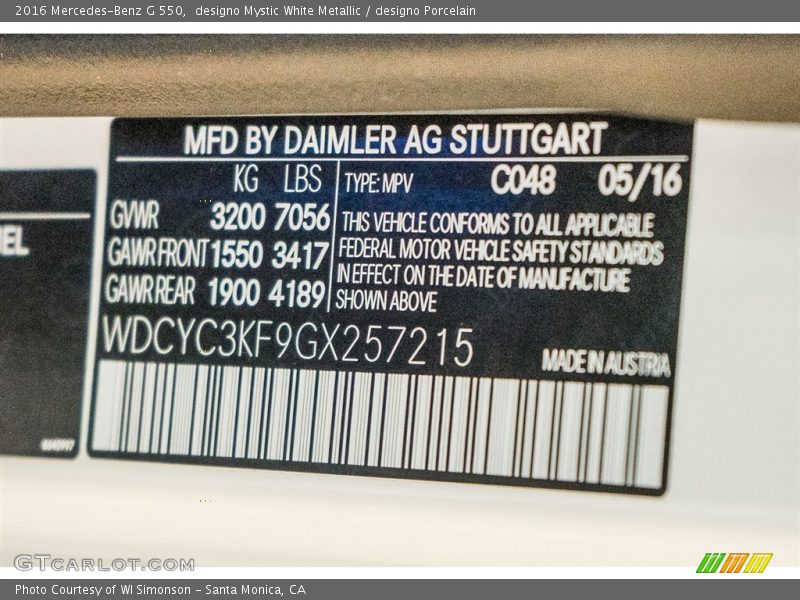 2016 Mercedes-Benz G 550,  designo Mystic White Metallic / designo Porcelain
MFD BY DAIMLER AG STUTTGART
KG LBS TYPE: MPV C048 05/16
GVWR 3200 7056
GAWR FRONT 1550 3417
GAWR REAR 1900 4189
THIS VEHICLE CONFORMS TO ALL APPLICABLE
FEDERAL MOTOR VEHICLE SAFETY STANDARDS
IN EFFECT ON THE DATE OF MANUFACTURE
SHOWN ABOVE
WDCYC3KF9GX257215
MADE IN AUSTRIA
GTCARLOT.COM
Photo Courtesy of WI Simonson - Santa Monica, CA